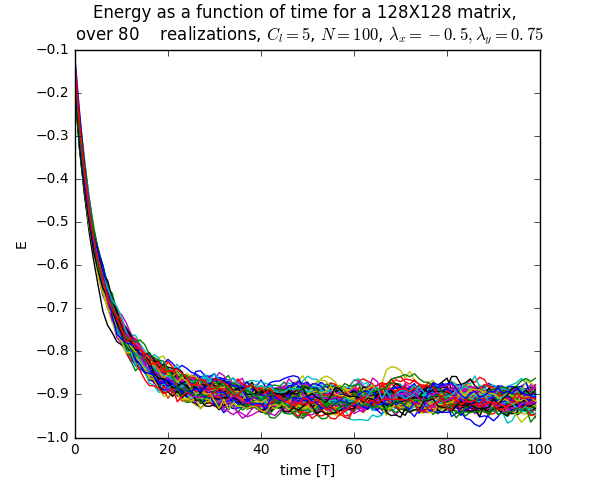 Energy as a function of time for a 128X128 matrix,
over 80 realizations, $C_l = 5$, $N = 100$, $\lambda_x = -0.5, \lambda_y = 0.75$
−0.1
−0.2
−0.3
−0.4
−0.5
−0.6
−0.7
−0.8
−0.9
−1.0
E
0 20 40 60 80 100
time [T]